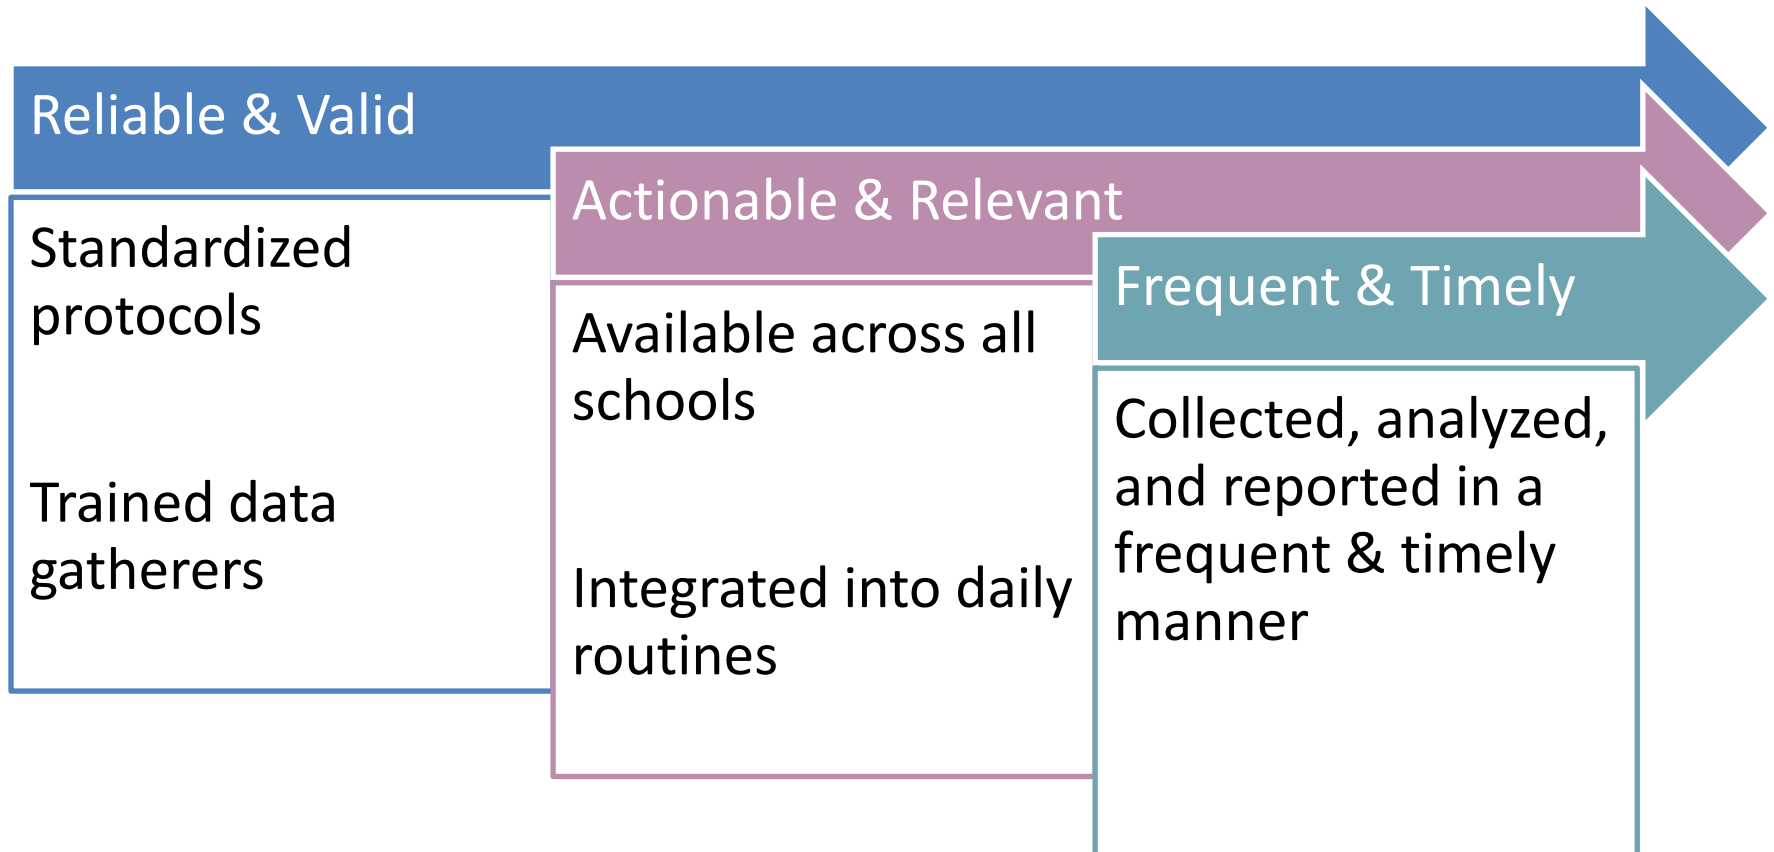 Reliable & Valid
Standardized
protocols
Trained data
gatherers
Actionable & Relevant
Available across all
schools
Integrated into daily
routines
Frequent & Timely
Collected, analyzed,
and reported in a
frequent & timely
manner